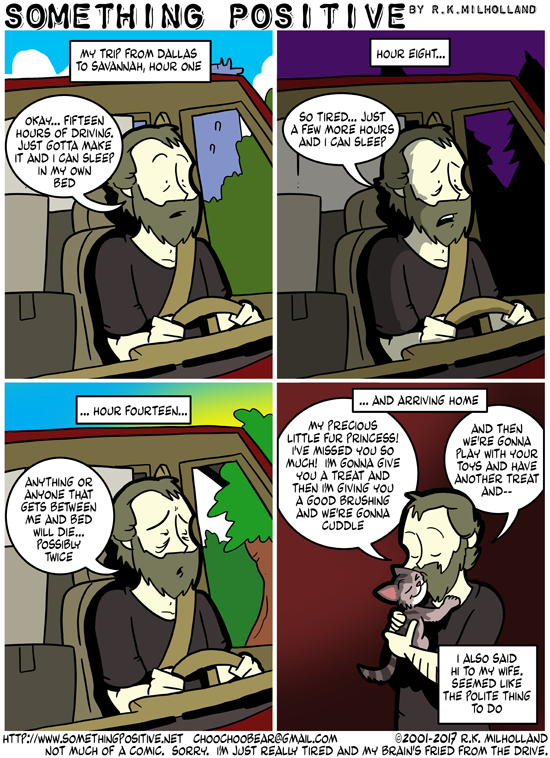 SOMETHING POSITIVE BY R.K.MILHOLLAND
MY TRIP FROM DALLAS
TO SAVANNAH, HOUR ONE
OKAY... FIFTEEN
HOURS OF DRIVING.
JUST GOTTA MAKE
IT AND I CAN SLEEP
IN MY OWN
BED
HOUR EIGHT...
SO TIRED... JUST
A FEW MORE HOURS
AND I CAN SLEEP
... HOUR FOURTEEN...
ANYTHING OR
ANYONE THAT
GETS BETWEEN
ME AND BED
WILL DIE...
POSSIBLY
TWICE
... AND ARRIVING HOME
MY PRECIOUS
LITTLE FUR PRINCESS!
I'VE MISSED YOU SO
MUCH! I'M GONNA GIVE
YOU A TREAT AND
THEN I'M GIVING YOU
A GOOD BRUSHING
AND WE'RE GONNA
CUDDLE
AND THEN
WE'RE GONNA
PLAY WITH YOUR
TOYS AND HAVE
ANOTHER TREAT
AND--
I ALSO SAID
HI TO MY WIFE.
SEEMED LIKE
THE POLITE THING
TO DO
HTTP://WWW.SOMETHINGPOSITIVE.NET CHOOCHOOBEAR@GMAIL.COM ©2001-2017 R.K. MILHOLLAND
NOT MUCH OF A COMIC. SORRY. I'M JUST REALLY TIRED AND MY BRAIN'S FRIED FROM THE DRIVE.